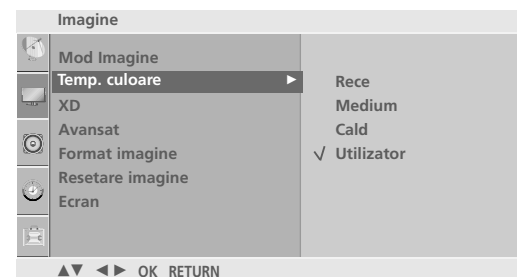 Imagine
Mod Imagine
Temp. culoare ►
XD
Avansat
Format imagine
Resetare imagine
Ecran
Rece
Medium
Cald
√ Utilizator
▲▼ ◄► OK RETURN